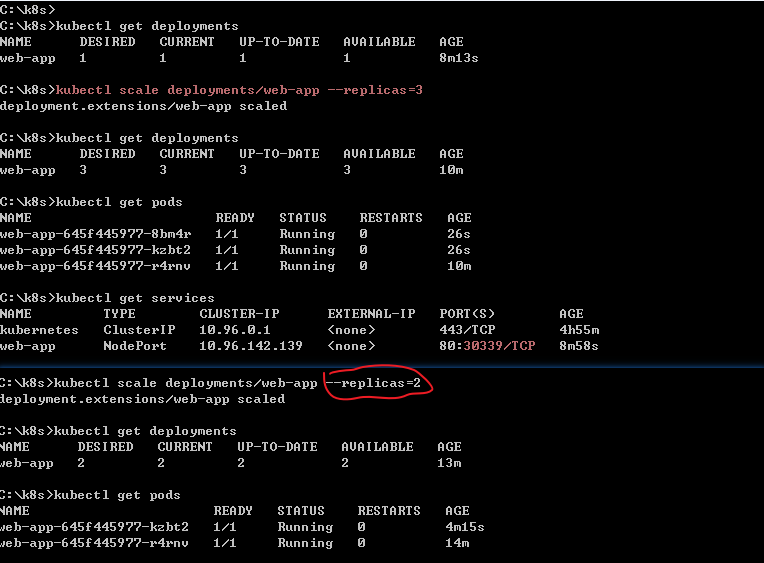 C:\k8s>
C:\k8s>kubectl get deployments
NAME DESIRED CURRENT UP-TO-DATE AVAILABLE AGE
web-app 1 1 1 1 8m13s
C:\k8s>kubectl scale deployments/web-app --replicas=3
deployment.extensions/web-app scaled
C:\k8s>kubectl get deployments
NAME DESIRED CURRENT UP-TO-DATE AVAILABLE AGE
web-app 3 3 3 3 10m
C:\k8s>kubectl get pods
NAME READY STATUS RESTARTS AGE
web-app-645f445977-8bm4r 1/1 Running 0 26s
web-app-645f445977-kzbt2 1/1 Running 0 26s
web-app-645f445977-r4rnv 1/1 Running 0 10m
C:\k8s>kubectl get services
NAME TYPE CLUSTER-IP EXTERNAL-IP PORT(S) AGE
kubernetes ClusterIP 10.96.0.1 <none> 443/TCP 4h55m
web-app NodePort 10.96.142.139 <none> 80:30339/TCP 8m58s
C:\k8s>kubectl scale deployments/web-app --replicas=2
deployment.extensions/web-app scaled
C:\k8s>kubectl get deployments
NAME DESIRED CURRENT UP-TO-DATE AVAILABLE AGE
web-app 2 2 2 2 13m
C:\k8s>kubectl get pods
NAME READY STATUS RESTARTS AGE
web-app-645f445977-kzbt2 1/1 Running 0 4m15s
web-app-645f445977-r4rnv 1/1 Running 0 14m